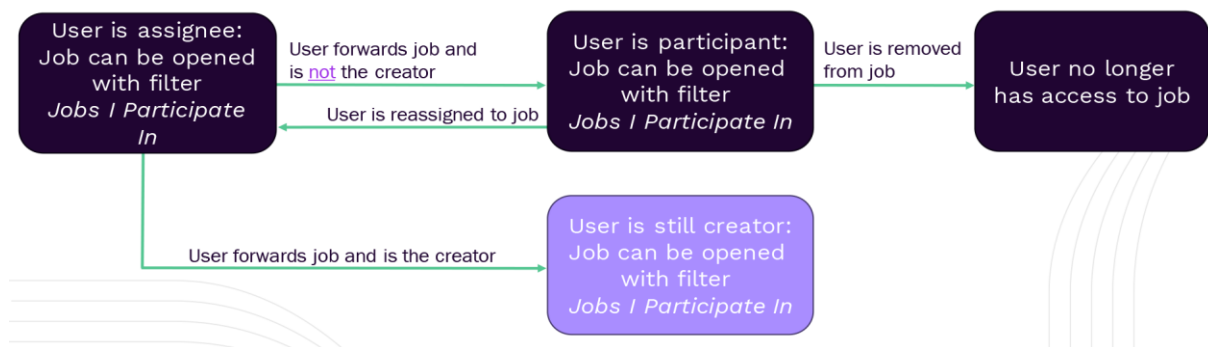 User is assignee:
Job can be opened
with filter
Jobs I Participate
In
User forwards job and
is not the creator
User is reassigned to job
User is participant:
Job can be opened
with filter
Jobs I Participate In
User is removed
from job
User no longer
has access to job
User forwards job and is the creator
User is still creator:
Job can be opened
with filter
Jobs I Participate In